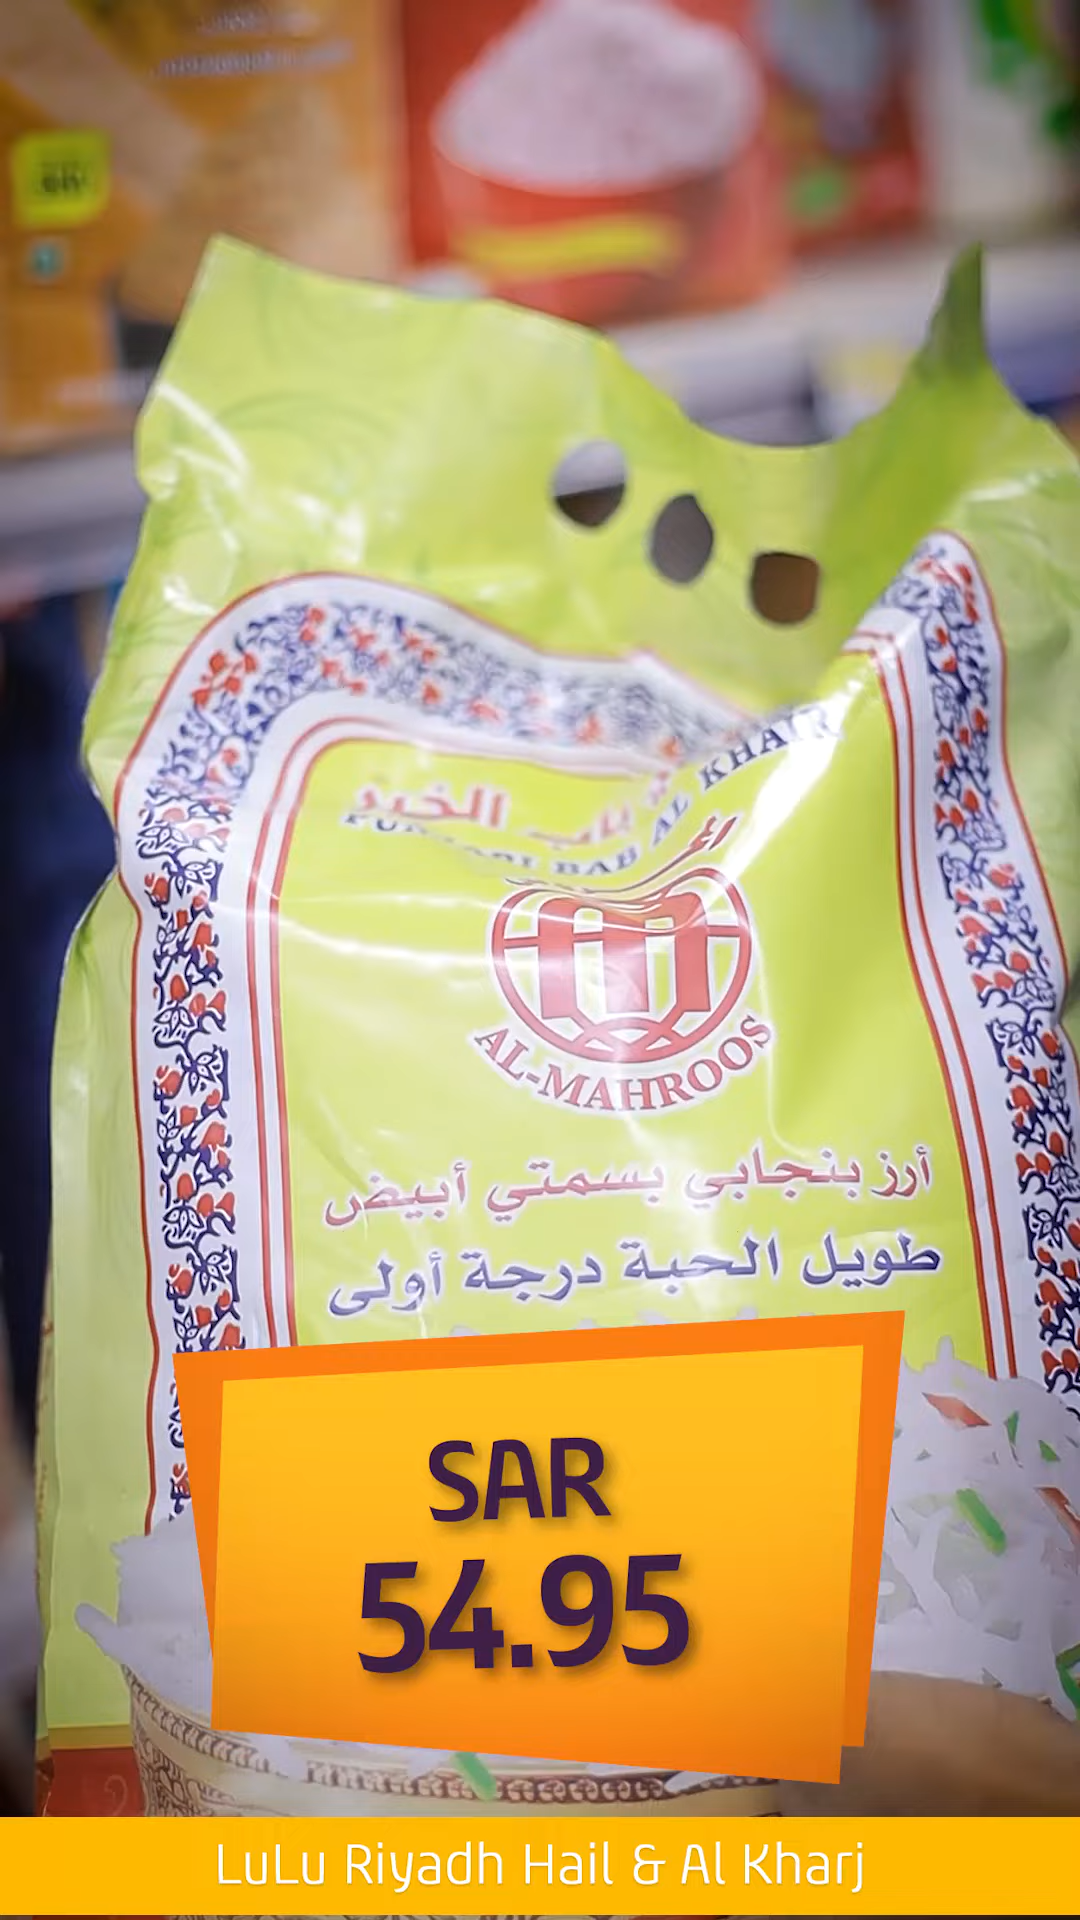 باب الخير
BAB AL KHAIR
AL-MAHROOS
أرز بنجابي بسمتي أبيض
طويل الحبة درجة أولى
SAR
54.95
LuLu Riyadh Hail & Al Kharj